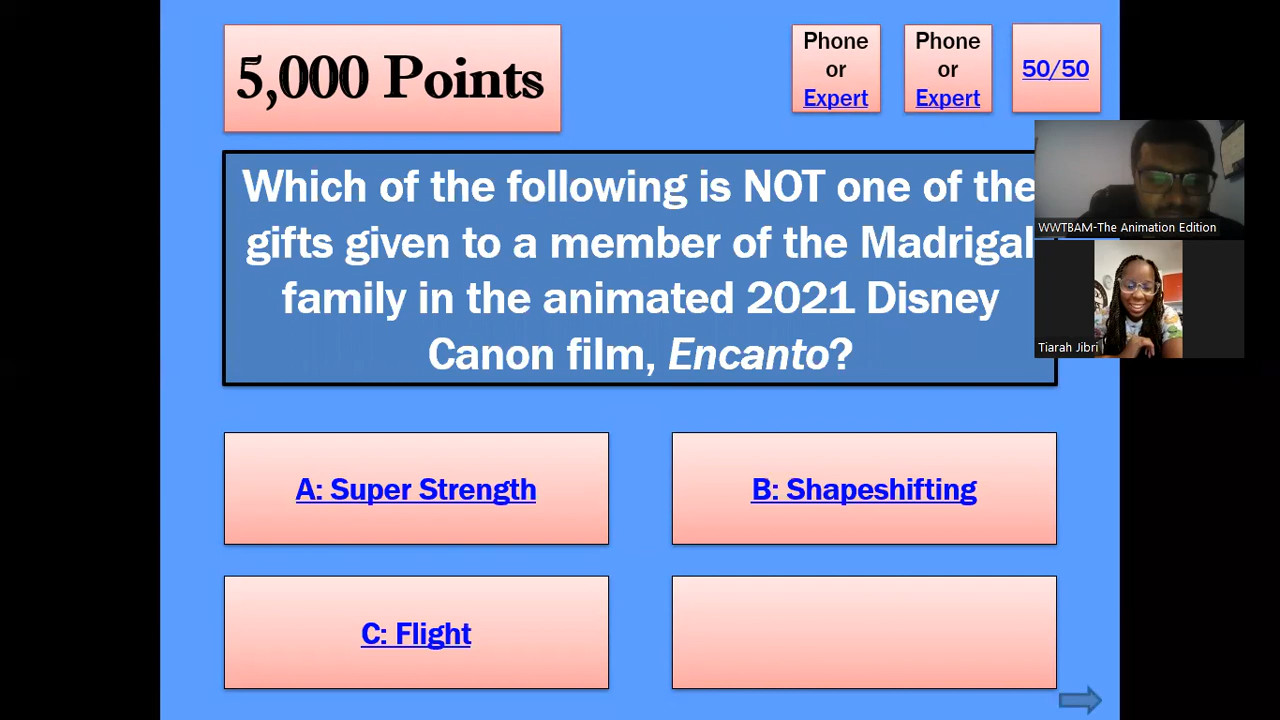 5,000 Points
Phone
or
Expert
Phone
or
Expert
50/50
Which of the following is NOT one of the
gifts given to a member of the Madrigal
family in the animated 2021 Disney
Canon film, Encanto?
WWTBAM-The Animation Edition
Tiarah Jibri
A: Super Strength
B: Shapeshifting
C: Flight